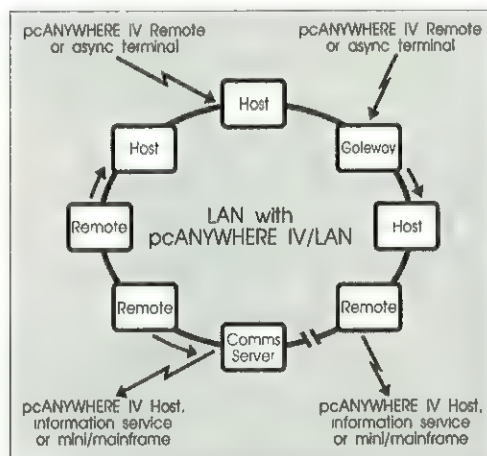 pcANYWHERE IV Remote
or async terminal
pcANYWHERE IV Remote
or async terminal
Host
Host
Goleway
Remote
LAN with
pcANYWHERE IV/LAN
Host
Remote
Comms
Server
Remote
pcANYWHERE IV Host,
information service
or mini/mainframe
pcANYWHERE IV Host,
information service
or mini/mainframe